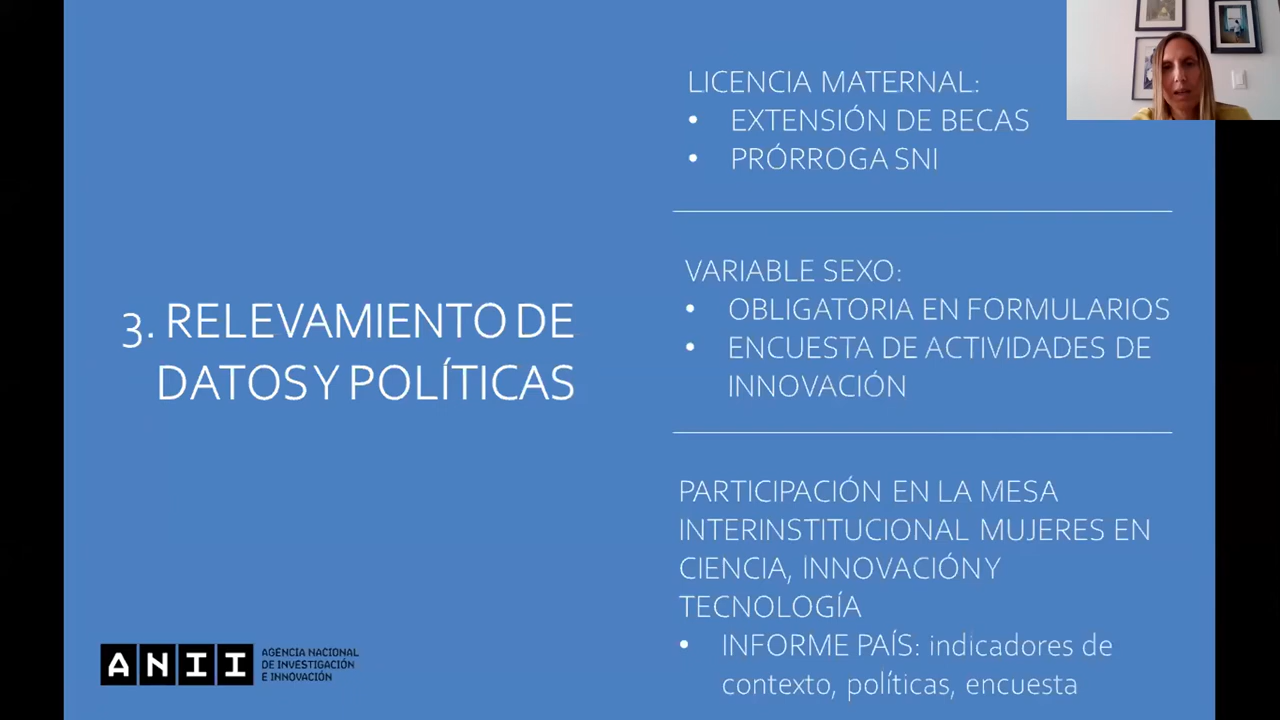 LICENCIA MATERNAL:
• EXTENSIÓN DE BECAS
• PRÓRROGA SNI
3. RELEVAMIENTO DE
DATOS Y POLÍTICAS
VARIABLE SEXO:
• OBLIGATORIA EN FORMULARIOS
• ENCUESTA DE ACTIVIDADES DE
INNOVACIÓN
PARTICIPACIÓN EN LA MESA
INTERINSTITUCIONAL MUJERES EN
CIENCIA, INNOVACIÓN Y
TECNOLOGÍA
• INFORME PAÍS: indicadores de
contexto, políticas, encuesta
ANII
AGENCIA NACIONAL
DE INVESTIGACIÓN
E INNOVACIÓN